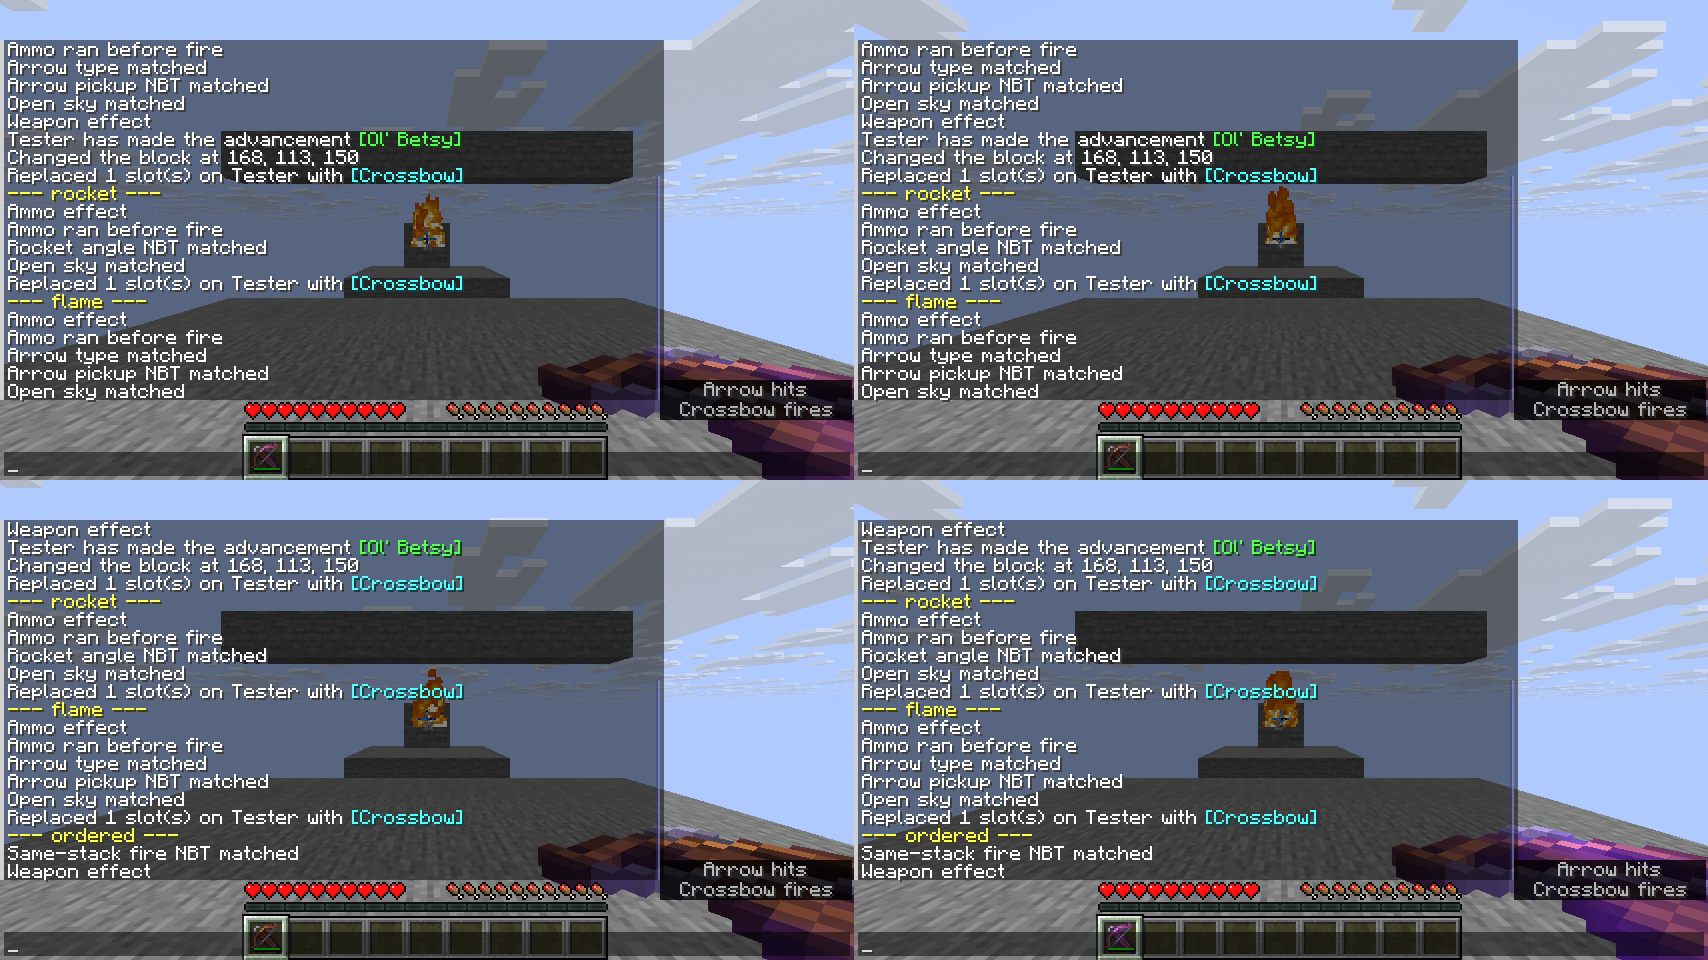 Ammo ran before fire
Arrow type matched
Arrow pickup NBT matched
Open sky matched
Weapon effect
Tester has made the advancement [Ol' Betsy]
Changed the block at 168, 113, 150
Replaced 1 slot(s) on Tester with [Crossbow]
--- rocket ---
Ammo effect
Ammo ran before fire
Rocket angle NBT matched
Open sky matched
Replaced 1 slot(s) on Tester with [Crossbow]
--- flame ---
Ammo effect
Ammo ran before fire
Arrow type matched
Arrow pickup NBT matched
Open sky matched
Arrow hits
Crossbow fires
_
Ammo ran before fire
Arrow type matched
Arrow pickup NBT matched
Open sky matched
Weapon effect
Tester has made the advancement [Ol' Betsy]
Changed the block at 168, 113, 150
Replaced 1 slot(s) on Tester with [Crossbow]
--- rocket ---
Ammo effect
Ammo ran before fire
Rocket angle NBT matched
Open sky matched
Replaced 1 slot(s) on Tester with [Crossbow]
--- flame ---
Ammo effect
Ammo ran before fire
Arrow type matched
Arrow pickup NBT matched
Open sky matched
Arrow hits
Crossbow fires
_
Weapon effect
Tester has made the advancement [Ol' Betsy]
Changed the block at 168, 113, 150
Replaced 1 slot(s) on Tester with [Crossbow]
--- rocket ---
Ammo effect
Ammo ran before fire
Rocket angle NBT matched
Open sky matched
Replaced 1 slot(s) on Tester with [Crossbow]
--- flame ---
Ammo effect
Ammo ran before fire
Arrow type matched
Arrow pickup NBT matched
Open sky matched
Replaced 1 slot(s) on Tester with [Crossbow]
--- ordered ---
Same-stack fire NBT matched
Weapon effect
Arrow hits
Crossbow fires
_
Weapon effect
Tester has made the advancement [Ol' Betsy]
Changed the block at 168, 113, 150
Replaced 1 slot(s) on Tester with [Crossbow]
--- rocket ---
Ammo effect
Ammo ran before fire
Rocket angle NBT matched
Open sky matched
Replaced 1 slot(s) on Tester with [Crossbow]
--- flame ---
Ammo effect
Ammo ran before fire
Arrow type matched
Arrow pickup NBT matched
Open sky matched
Replaced 1 slot(s) on Tester with [Crossbow]
--- ordered ---
Same-stack fire NBT matched
Weapon effect
Arrow hits
Crossbow fires
_